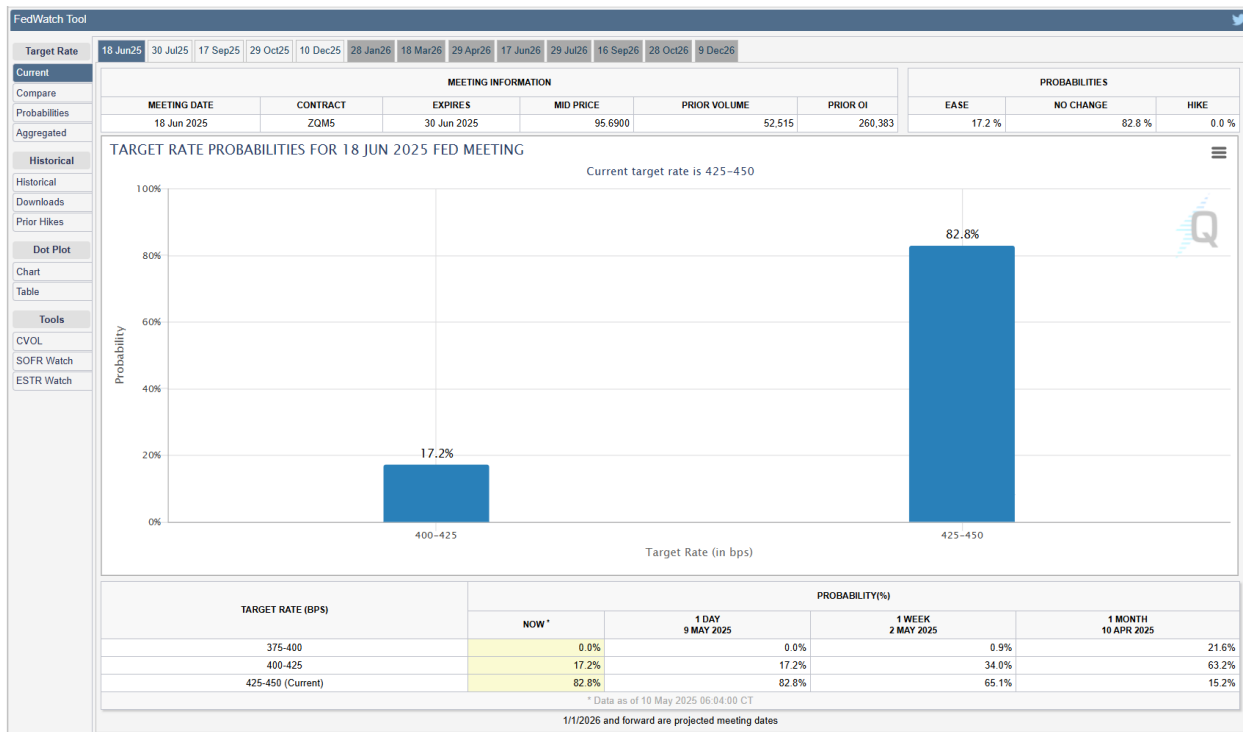 FedWatch Tool
Target Rate
Current
Compare
Probabilities
Aggregated
Historical
Historical
Downloads
Prior Hikes
Dot Plot
Chart
Table
Tools
CVOL
SOFR Watch
ESTR Watch
18 Jun25 30 Jul25 17 Sep25 29 Oct25 10 Dec25 28 Jan26 18 Mar26 29 Apr26 17 Jun26 29 Jul26 16 Sep26 28 Oct26 9 Dec26
MEETING INFORMATION
MEETING DATE CONTRACT EXPIRES MID PRICE PRIOR VOLUME PRIOR OI
18 Jun 2025 ZQM5 30 Jun 2025 95.6900 52,515 260,383
PROBABILITIES
EASE NO CHANGE HIKE
17.2 % 82.8 % 0.0 %
TARGET RATE PROBABILITIES FOR 18 JUN 2025 FED MEETING
Current target rate is 425-450
Q
Probability
100%
80%
60%
40%
20%
0%
17.2%
82.8%
400-425 425-450
Target Rate (in bps)
TARGET RATE (BPS) PROBABILITY(%)
NOW * 1 DAY 1 WEEK 1 MONTH
9 MAY 2025 2 MAY 2025 10 APR 2025
375-400 0.0% 0.0% 0.9% 21.6%
400-425 17.2% 17.2% 34.0% 63.2%
425-450 (Current) 82.8% 82.8% 65.1% 15.2%
* Data as of 10 May 2025 06:04:00 CT
1/1/2026 and forward are projected meeting dates